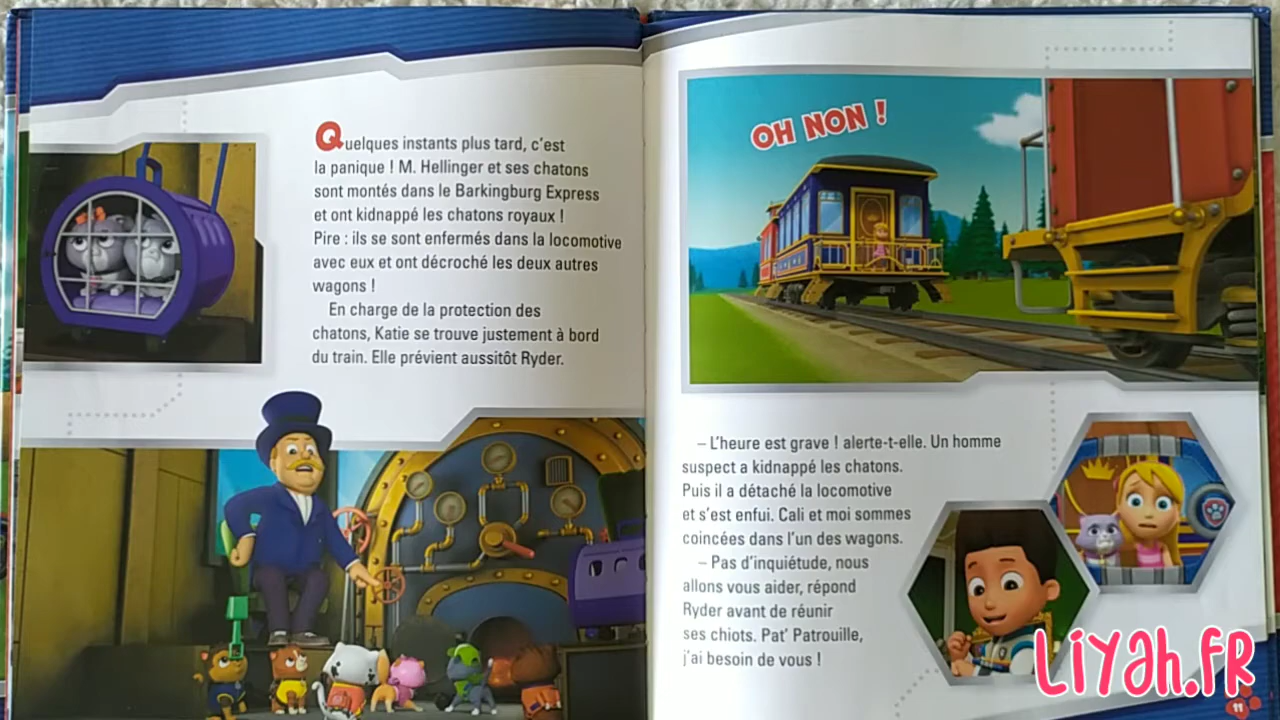 Quelques instants plus tard, c'est
la panique ! M. Hellinger et ses chatons
sont montés dans le Barkingburg Express
et ont kidnappé les chatons royaux !
Pire : ils se sont enfermés dans la locomotive
avec eux et ont décroché les deux autres
wagons !
En charge de la protection des
chatons, Katie se trouve justement à bord
du train. Elle prévient aussitôt Ryder.
OH NON !
– L'heure est grave ! alerte-t-elle. Un homme
suspect a kidnappé les chatons.
Puis il a détaché la locomotive
et s'est enfui. Cali et moi sommes
coincées dans l'un des wagons.
– Pas d'inquiétude, nous
allons vous aider, répond
Ryder avant de réunir
ses chiots. Pat' Patrouille,
j'ai besoin de vous !
LiYaH.FR
11